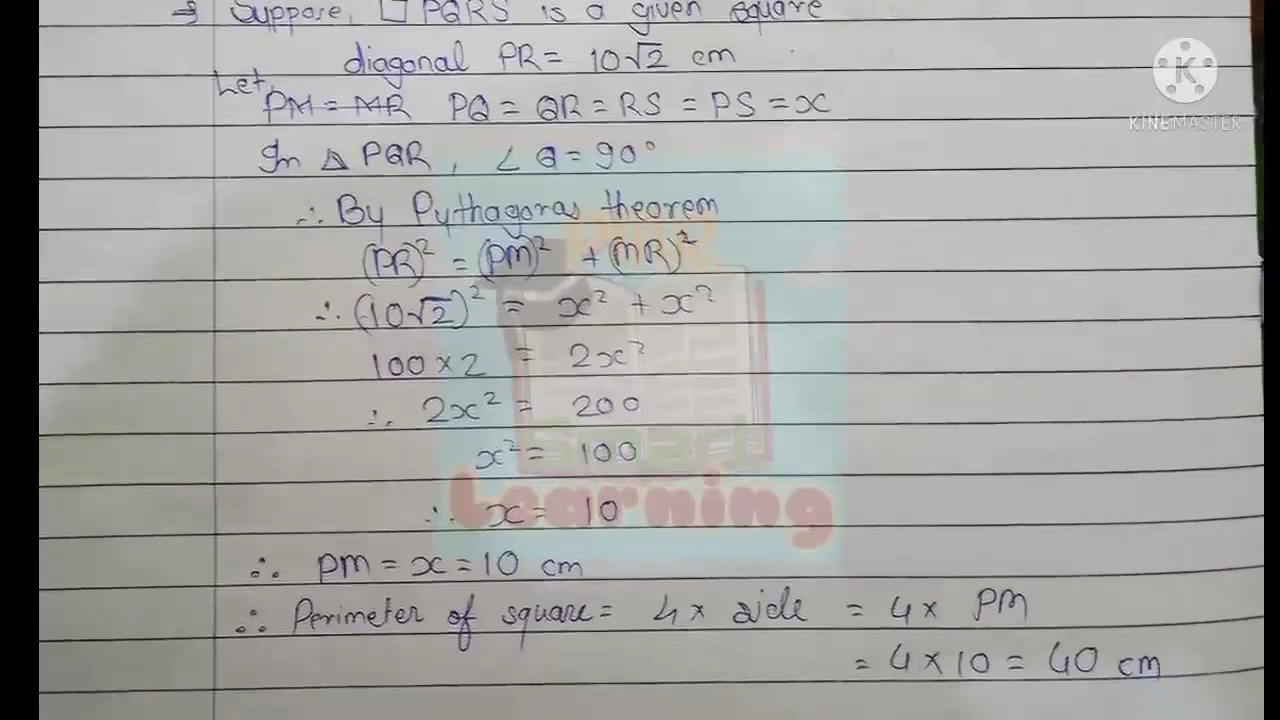 → Suppose, □ PQRS is a given square
diagonal PR = 10√2 cm
Let, PM = MR PQ = QR = RS = PS = x
In △ PQR, ∠Q = 90°
∴ By Pythagoras theorem
(PR)² = (PM)² + (MR)²
∴ (10√2)² = x² + x²
100 × 2 = 2x²
∴ 2x² = 200
x² = 100
∴ x = 10
∴ PM = x = 10 cm
∴ Perimeter of square = 4 × side = 4 × PM
= 4 × 10 = 40 cm
K
KINEMASTER
Smart
Learning